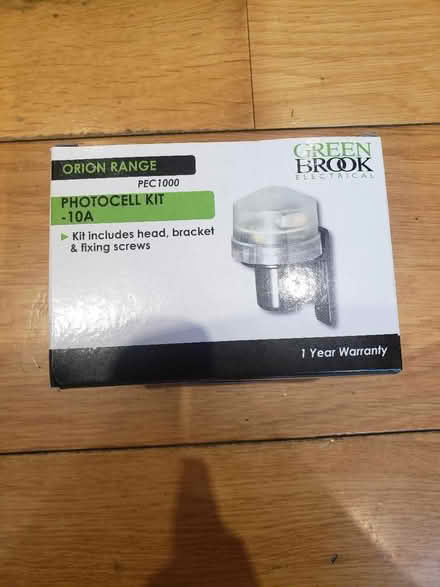 ORION RANGE
PEC1000
PHOTOCELL KIT
-10A
Kit includes head, bracket
& fixing screws
GREEN
BROOK
ELECTRICAL
1 Year Warranty